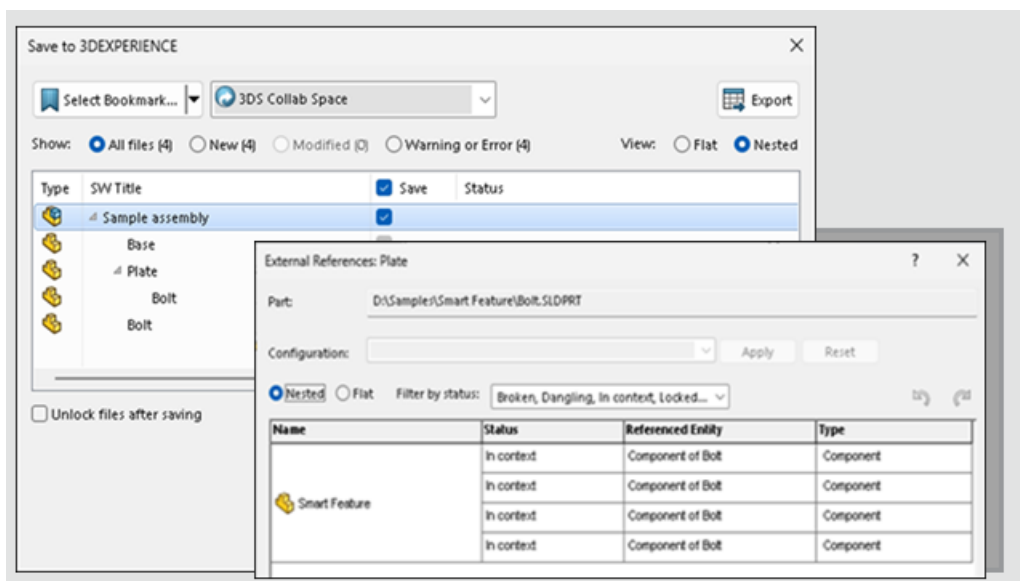 Save to 3DEXPERIENCE
Select Bookmark... 3DS Collab Space Export
Show: All files (4) New (4) Modified (0) Warning or Error (4) View: Flat Nested
Type SW Title Save Status
Sample assembly
Base
Plate
Bolt
Bolt
Unlock files after saving
External References: Plate ?
Part: D:\Samples\Smart Feature\Bolt.SLDPRT
Configuration: Apply Reset
Nested Flat Filter by status: Broken, Dangling, In context, Locked...
Name Status Referenced Entity Type
In context Component of Bolt Component
In context Component of Bolt Component
Smart Feature
In context Component of Bolt Component
In context Component of Bolt Component